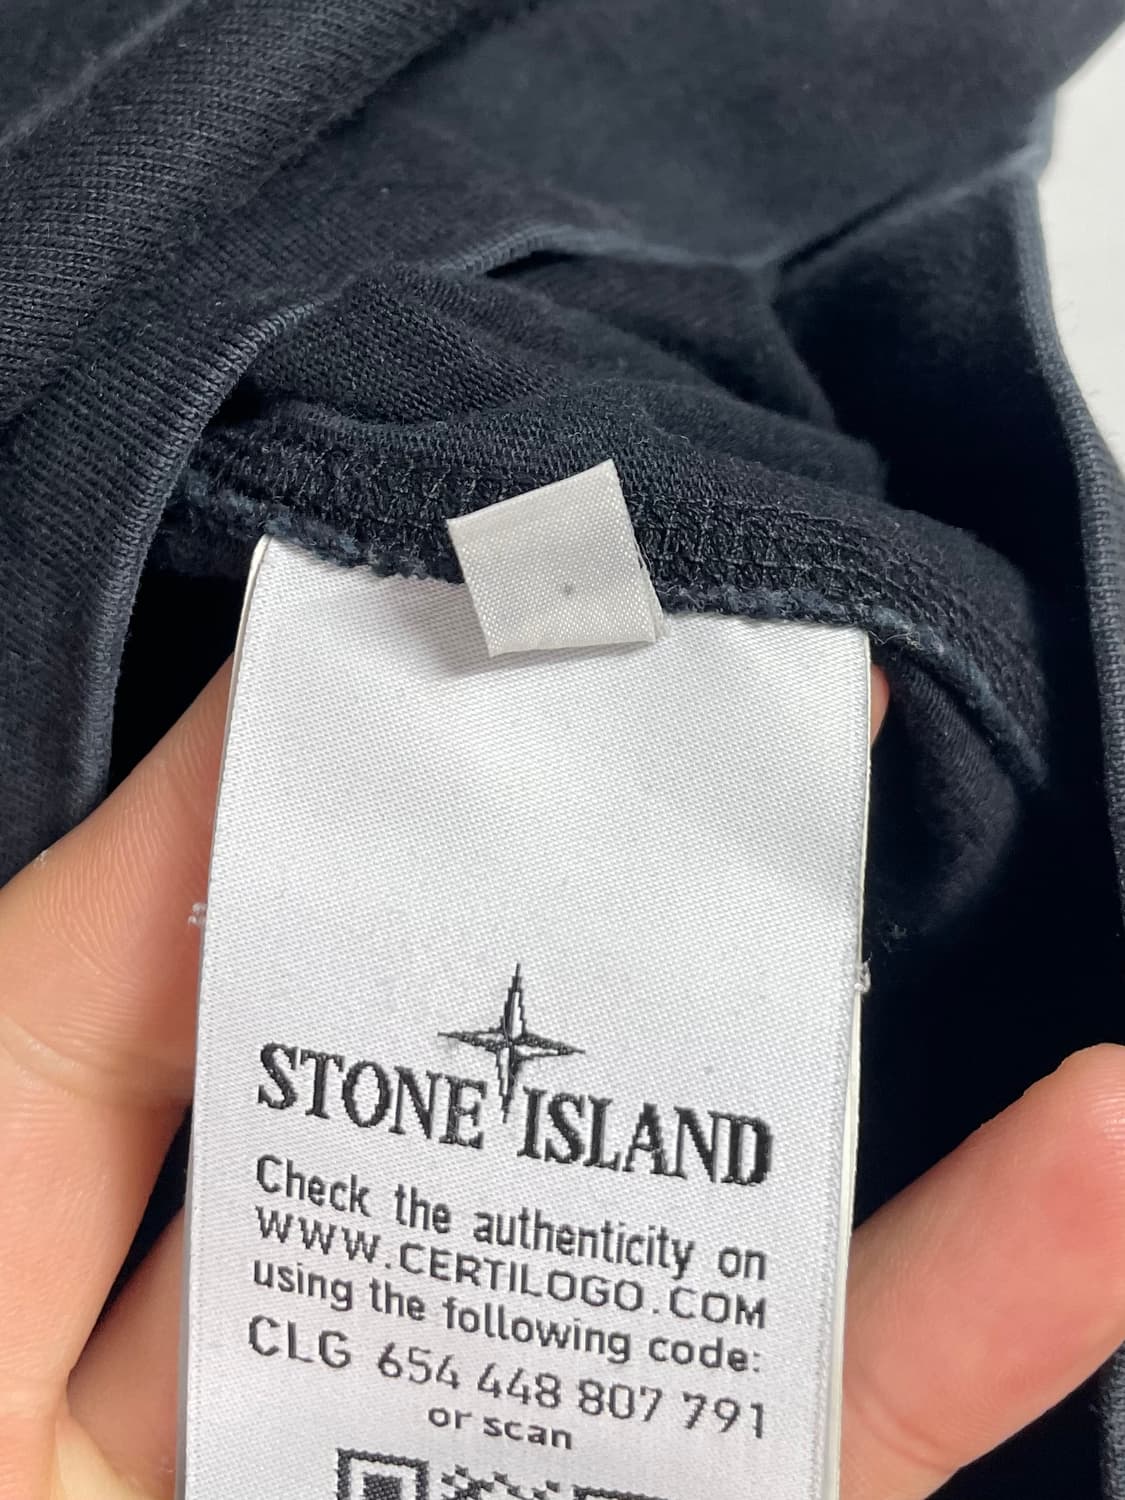 STONE ISLAND
Check the authenticity on
WWW.CERTILOGO.COM
using the following code:
CLG 654 448 807 791
or scan